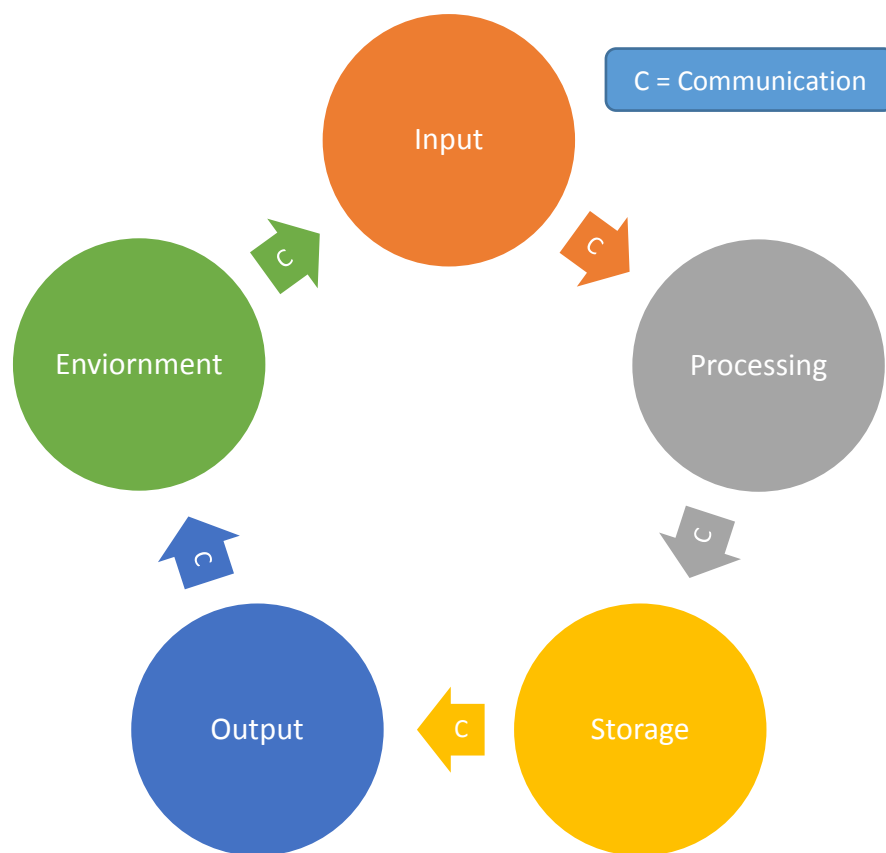 Input
C = Communication
C
C
Enviornment
Processing
C
C
Output
C
Storage